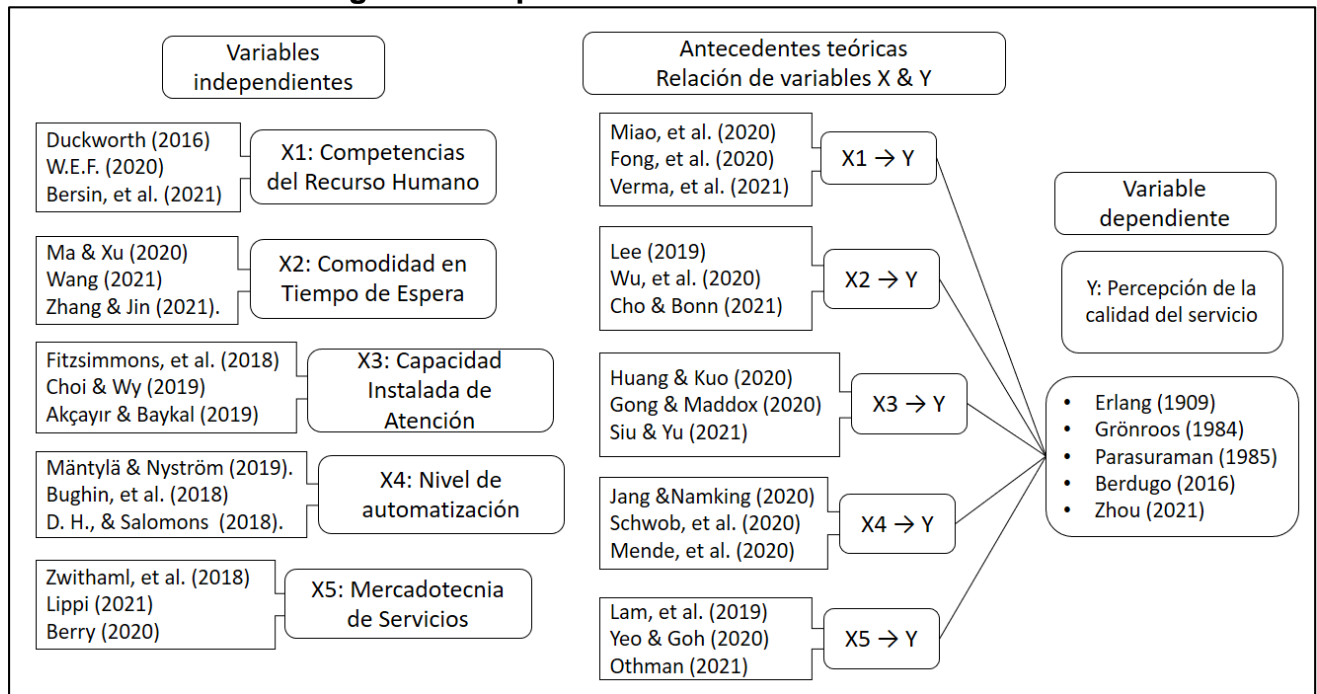 Variables
independientes
Duckworth (2016)
W.E.F. (2020)
Bersin, et al. (2021)
X1: Competencias
del Recurso Humano
Ma & Xu (2020)
Wang (2021)
Zhang & Jin (2021).
X2: Comodidad en
Tiempo de Espera
Fitzsimmons, et al. (2018)
Choi & Wy (2019)
Akçayır & Baykal (2019)
X3: Capacidad
Instalada de
Atención
Mäntylä & Nyström (2019).
Bughin, et al. (2018)
D. H., & Salomons (2018).
X4: Nivel de
automatización
Zwithaml, et al. (2018)
Lippi (2021)
Berry (2020)
X5: Mercadotecnia
de Servicios
Antecedentes teóricas
Relación de variables X & Y
Miao, et al. (2020)
Fong, et al. (2020)
Verma, et al. (2021)
X1 → Y
Lee (2019)
Wu, et al. (2020)
Cho & Bonn (2021)
X2 → Y
Huang & Kuo (2020)
Gong & Maddox (2020)
Siu & Yu (2021)
X3 → Y
Jang &Namking (2020)
Schwob, et al. (2020)
Mende, et al. (2020)
X4 → Y
Lam, et al. (2019)
Yeo & Goh (2020)
Othman (2021)
X5 → Y
Variable
dependiente
Y: Percepción de la
calidad del servicio
• Erlang (1909)
• Grönroos (1984)
• Parasuraman (1985)
• Berdugo (2016)
• Zhou (2021)